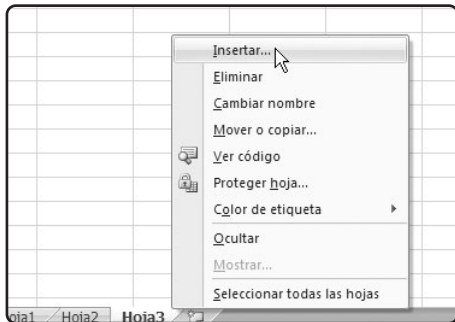 Insertar...
Eliminar
Cambiar nombre
Mover o copiar...
Ver código
Proteger hoja...
Color de etiqueta
Ocultar
Mostrar...
Seleccionar todas las hojas
oja1 Hoja2 Hoja3